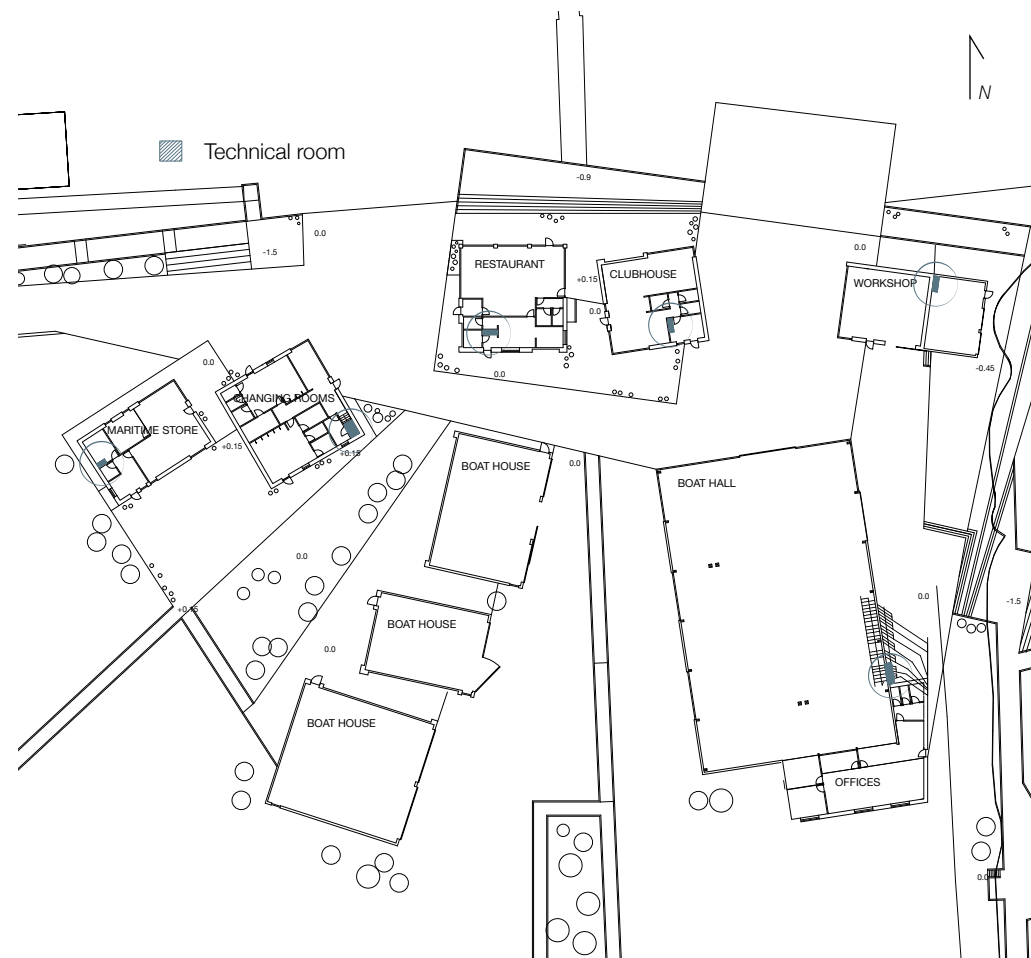 N
Technical room
-0.9
0.0
-1.5
0.0
RESTAURANT
CLUBHOUSE
+0.15
WORKSHOP
0.0
0.0
0.0
-0.45
CHANGING ROOMS
MARITIME STORE
+0.15
+0.15
BOAT HOUSE
0.0
BOAT HALL
0.0
0.0
-1.5
+0.15
BOAT HOUSE
0.0
BOAT HOUSE
OFFICES
0.0